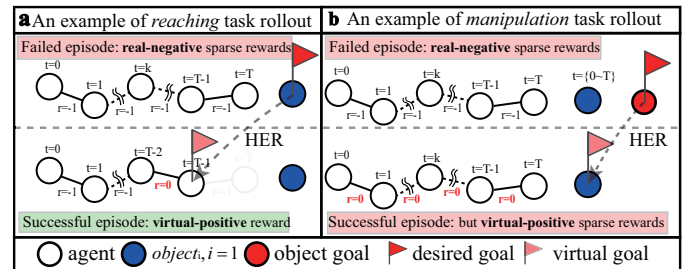 a An example of reaching task rollout
Failed episode: real-negative sparse rewards
t=0
t=1
t=k
t=T-1
t=T
r=-1
r=-1
r=-1
r=-1
HER
t=0
t=1
t=T-2
t=T-1
t=T
r=-1
r=-1
r=0
Successful episode: virtual-positive reward
b An example of manipulation task rollout
Failed episode: real-negative sparse rewards
t=0
t=1
t=k
t=T-1
t=T
t={0~T}
r=-1
r=-1
r=-1
r=-1
HER
t=0
t=1
t=k
t=T-1
t=T
r=0
r=0
r=0
r=0
Successful episode: but virtual-positive sparse rewards
agent objecti, i = 1 object goal desired goal virtual goal